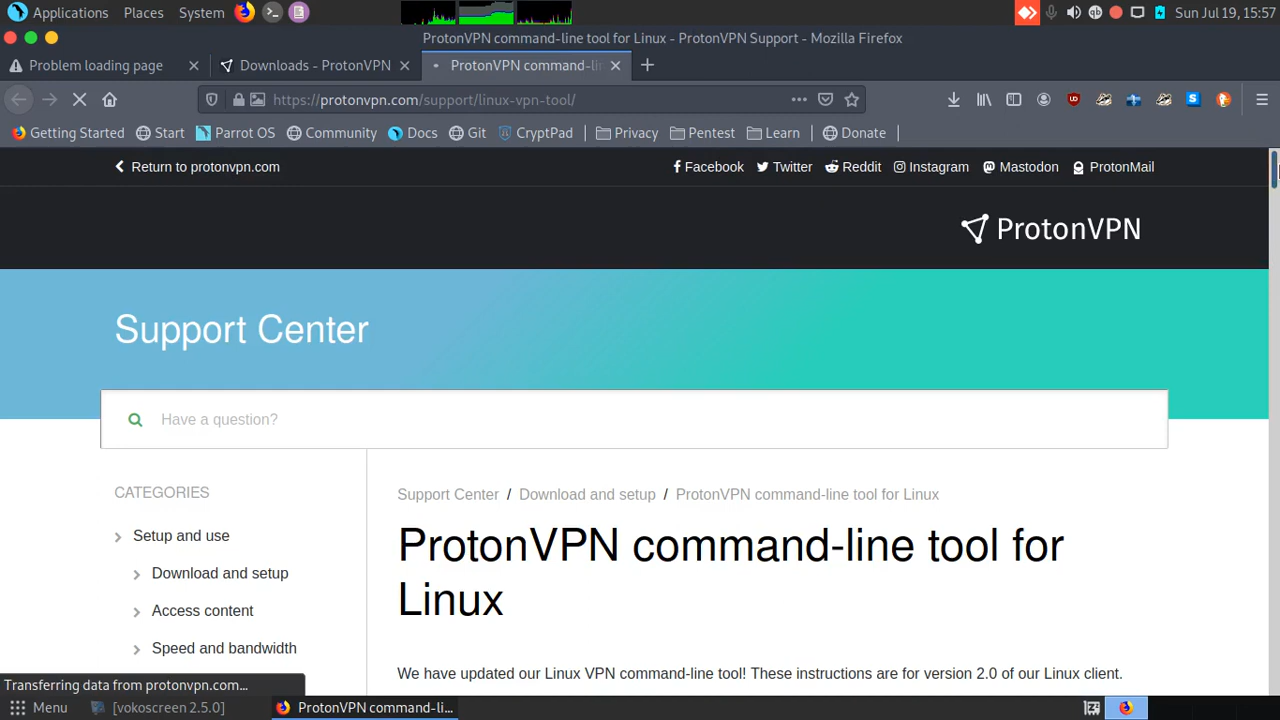 Applications Places System Sun Jul 19, 15:57
ProtonVPN command-line tool for Linux - ProtonVPN Support - Mozilla Firefox
Problem loading page Downloads - ProtonVPN ProtonVPN command-li
https://protonvpn.com/support/linux-vpn-tool/
Getting Started Start Parrot OS Community Docs Git CryptPad Privacy Pentest Learn Donate
Return to protonvpn.com Facebook Twitter Reddit Instagram Mastodon ProtonMail
ProtonVPN
Support Center
Have a question?
CATEGORIES
Setup and use
Download and setup
Access content
Speed and bandwidth
Support Center / Download and setup / ProtonVPN command-line tool for Linux
ProtonVPN command-line tool for
Linux
We have updated our Linux VPN command-line tool! These instructions are for version 2.0 of our Linux client.
Transferring data from protonvpn.com…
Menu [vokoscreen 2.5.0] ProtonVPN command-li...